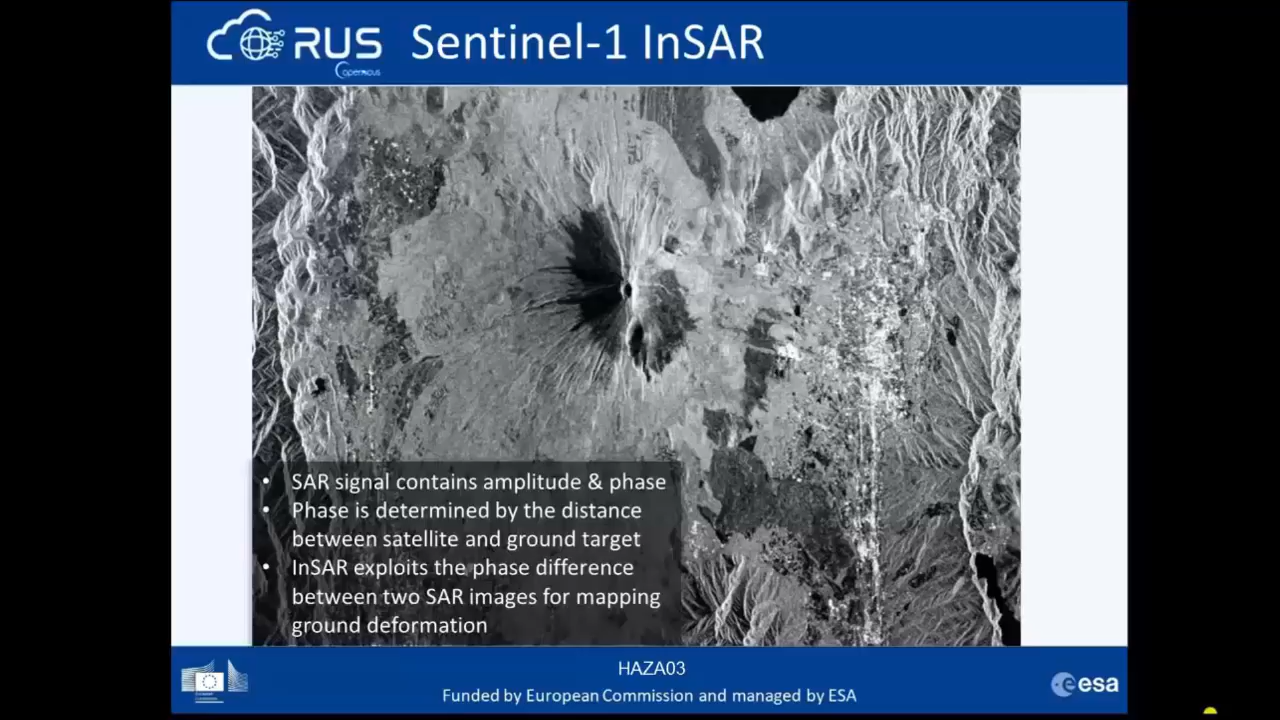 RUS
Copernicus
Sentinel-1 InSAR
• SAR signal contains amplitude & phase
• Phase is determined by the distance
between satellite and ground target
• InSAR exploits the phase difference
between two SAR images for mapping
ground deformation
HAZA03
Funded by European Commission and managed by ESA
esa